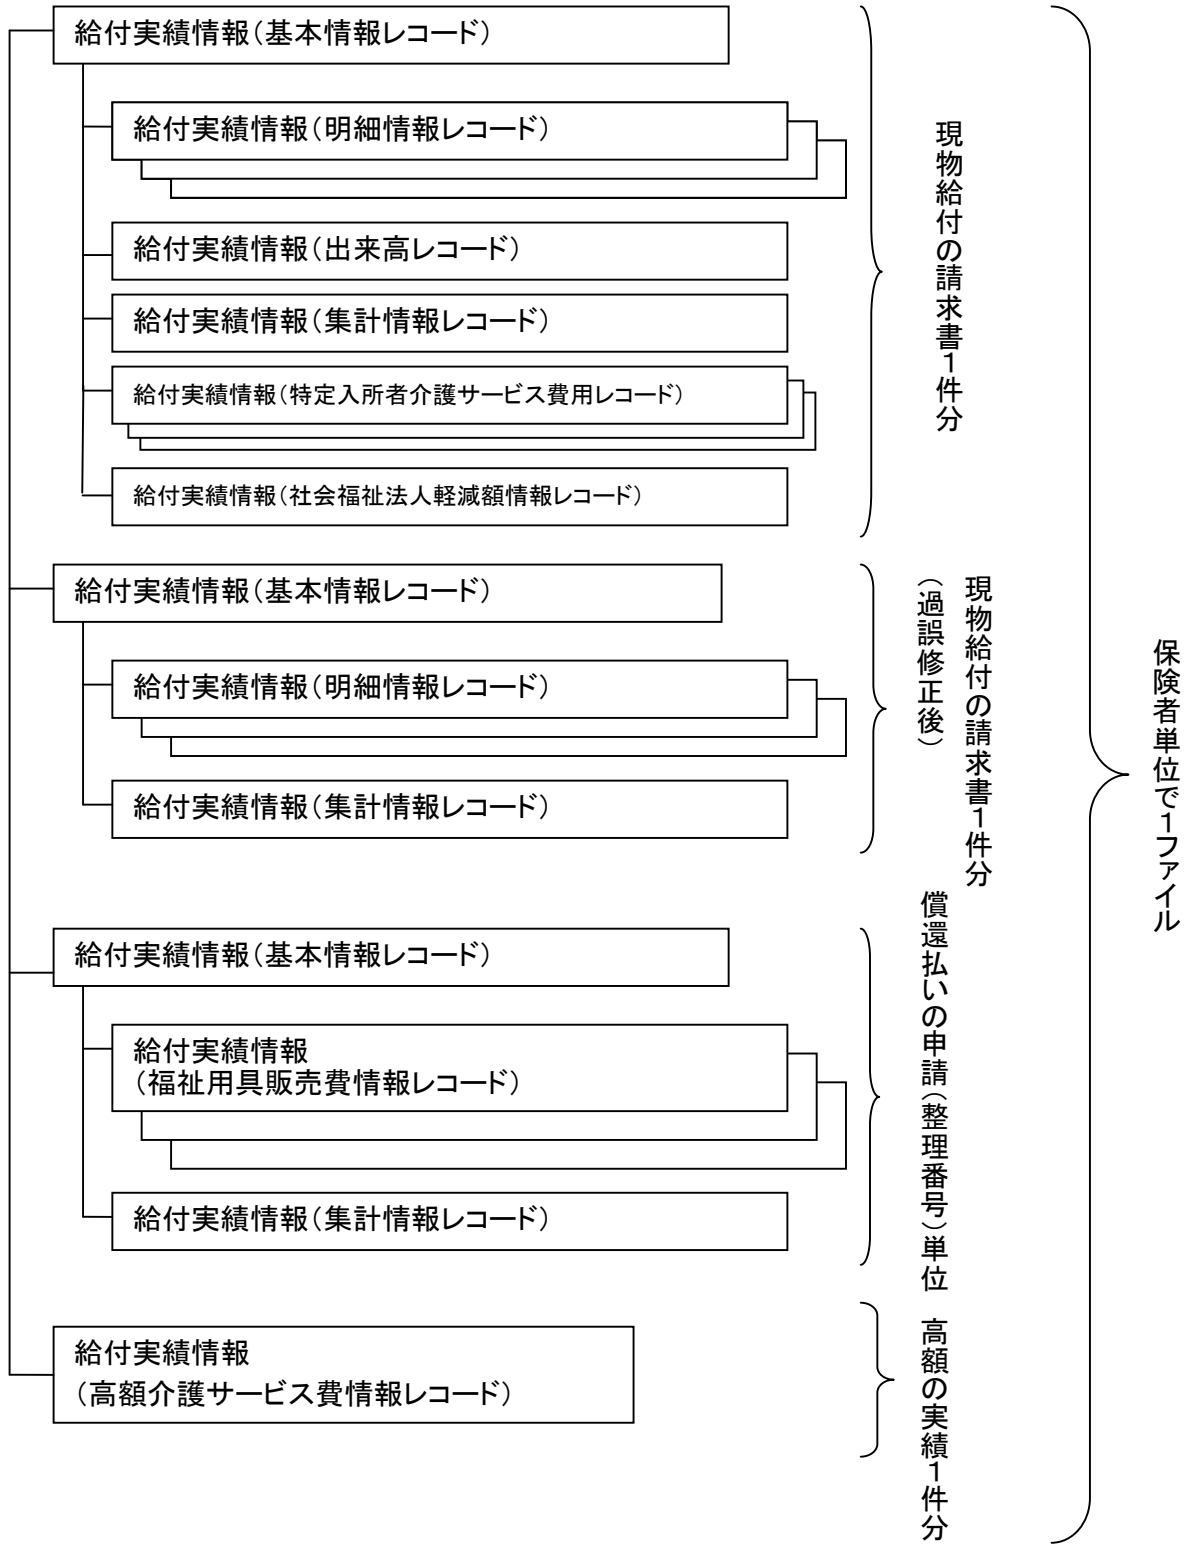 給付実績情報(基本情報レコード)
給付実績情報(明細情報レコード)
給付実績情報(出来高レコード)
給付実績情報(集計情報レコード)
給付実績情報(特定入所者介護サービス費用レコード)
給付実績情報(社会福祉法人軽減額情報レコード)
現物給付の請求書1件分
給付実績情報(基本情報レコード)
給付実績情報(明細情報レコード)
給付実績情報(集計情報レコード)
現物給付の請求書1件分
(過誤修正後)
給付実績情報(基本情報レコード)
給付実績情報
(福祉用具販売費情報レコード)
給付実績情報(集計情報レコード)
償還払いの申請(整理番号)単位
給付実績情報
(高額介護サービス費情報レコード)
高額の実績1件分
保険者単位で1ファイル